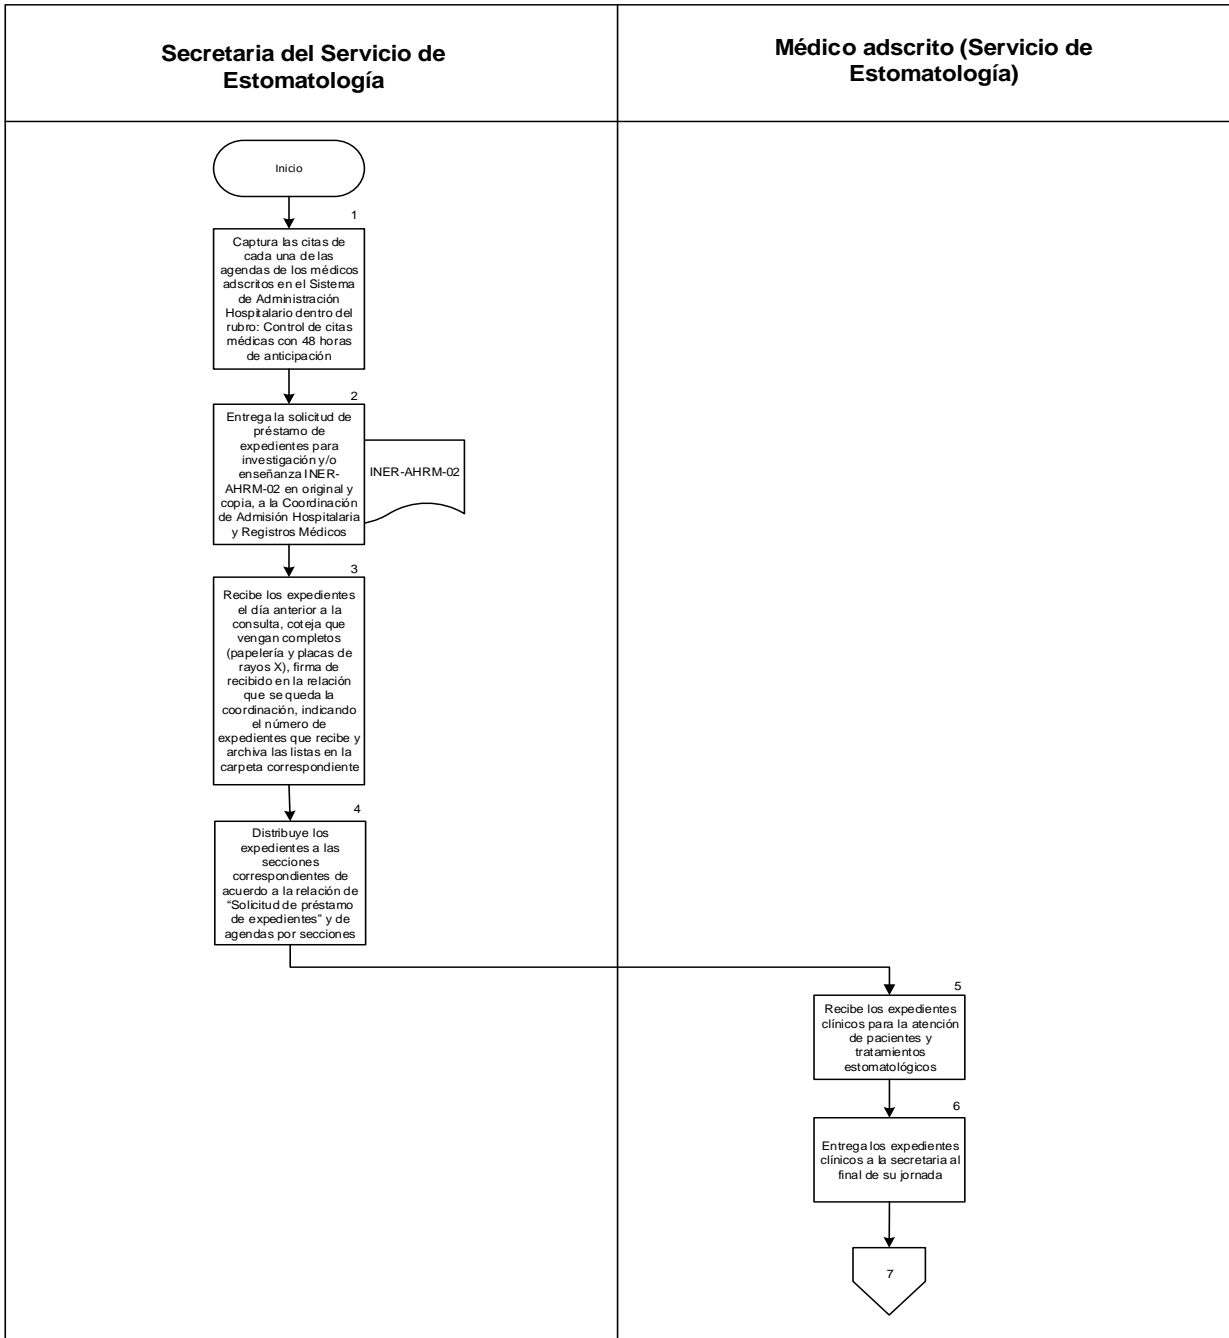 Secretaria del Servicio de
Estomatología
Médico adscrito (Servicio de
Estomatología)
Inicio
1
Captura las citas de
cada una de las
agendas de los médicos
adscritos en el Sistema
de Administración
Hospitalario dentro del
rubro: Control de citas
médicas con 48 horas
de anticipación
2
Entrega la solicitud de
préstamo de
expedientes para
investigación y/o
enseñanza INER-
AHRM-02 en original y
copia, a la Coordinación
de Admisión Hospitalaria
y Registros Médicos
INER-AHRM-02
3
Recibe los expedientes
el día anterior a la
consulta, coteja que
vengan completos
(papelería y placas de
rayos X), firma de
recibido en la relación
que se queda la
coordinación, indicando
el número de
expedientes que recibe y
archiva las listas en la
carpeta correspondiente
4
Distribuye los
expedientes a las
secciones
correspondientes de
acuerdo a la relación de
“Solicitud de préstamo
de expedientes” y de
agendas por secciones
5
Recibe los expedientes
clínicos para la atención
de pacientes y
tratamientos
estomatológicos
6
Entrega los expedientes
clínicos a la secretaria al
final de su jornada
7